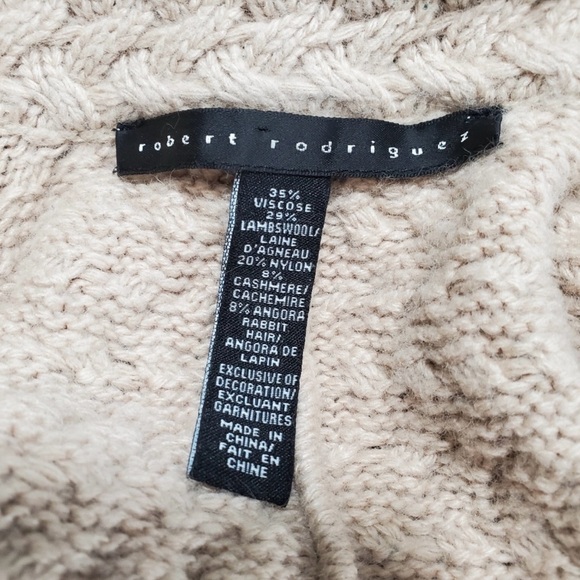 robert rodriguez
35%
VISCOSE
29%
LAMBSWOOL/
LAINE
D'AGNEAU
20% NYLON
8%
CASHMERE/
CACHEMIRE
8% ANGORA
RABBIT
HAIR/
ANGORA DE
LAPIN
EXCLUSIVE OF
DECORATION/
EXCLUANT
GARNITURES
MADE IN
CHINA/
FAIT EN
CHINE